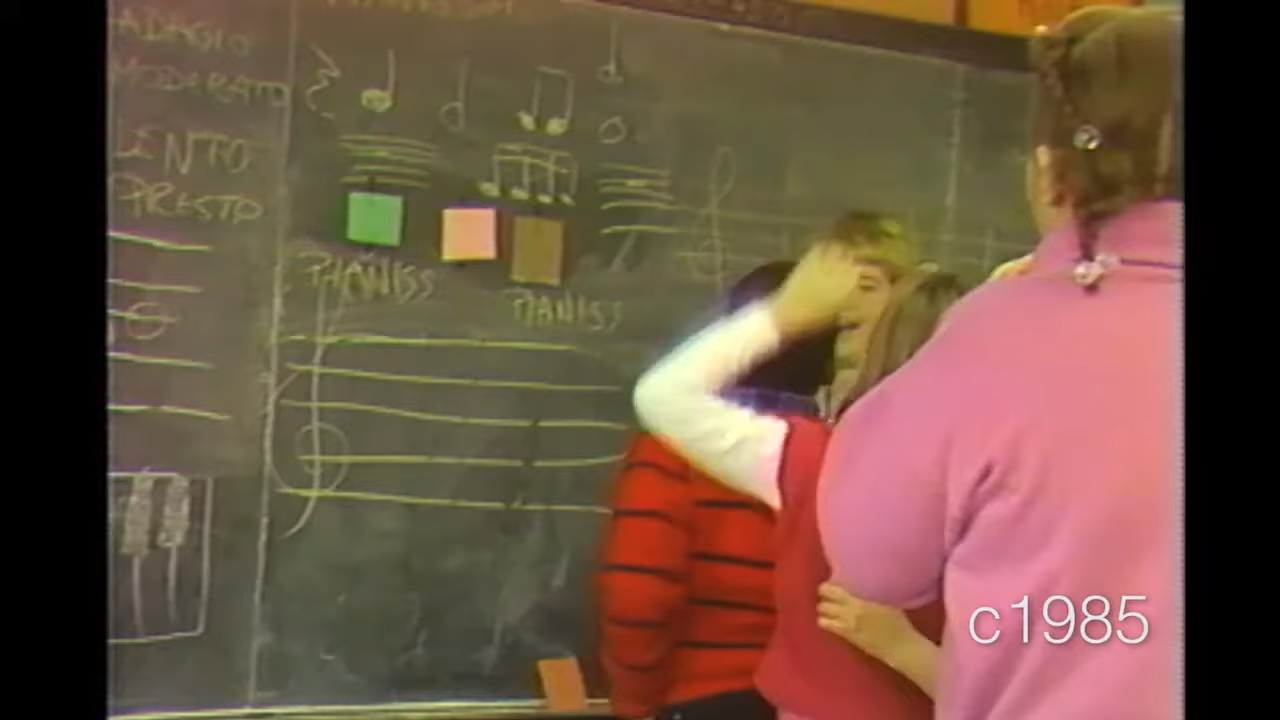 ADAGIO
MODERATO
LENTO
PRESTO
PIANISS
PIANISS
c1985